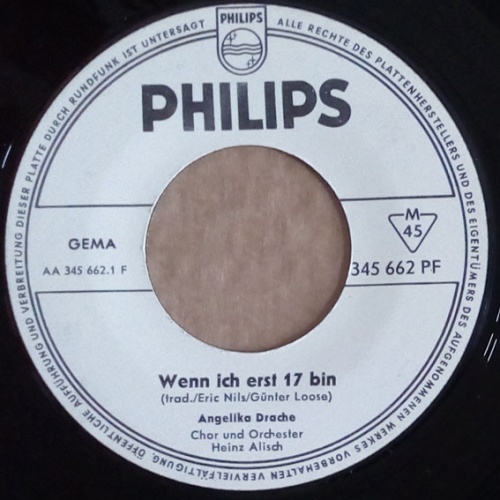 PHILIPS
ALLE RECHTE DES PLATTENHERSTELLERS UND DES EIGENTÜMERS DES AUFGENOMMENEN WERKES VORBEHALTEN VERVIELFÄLTIGUNG, ÖFFENTLICHE AUFFÜHRUNG UND VERBREITUNG DIESER PLATTE DURCH RUNDFUNK IST UNTERSAGT
PHILIPS
GEMA
AA 345 662.1 F
M
45
345 662 PF
Wenn ich erst 17 bin
(trad./Eric Nils/Günter Loose)
Angelika Drache
Chor und Orchester
Heinz Alisch